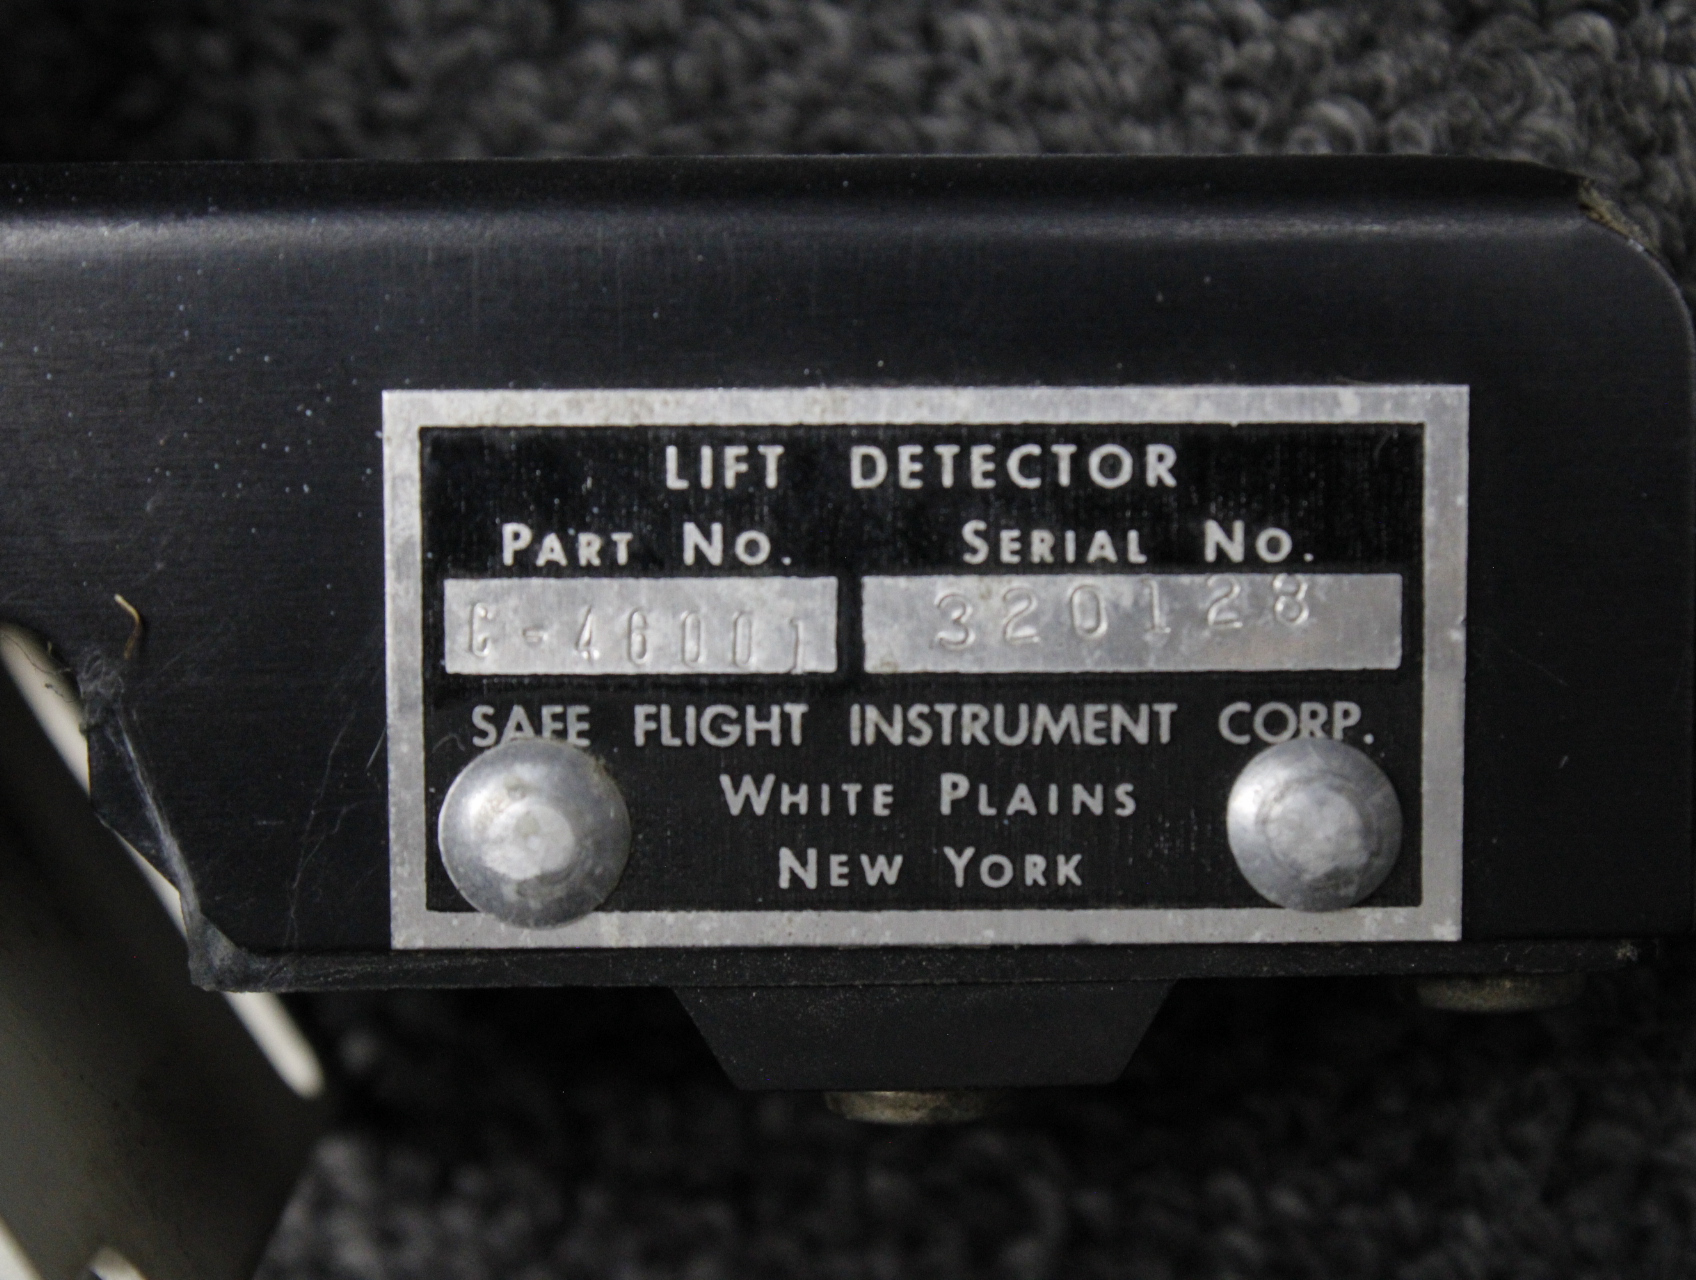 LIFT DETECTOR
PART NO. SERIAL NO.
C-46001 320128
SAFE FLIGHT INSTRUMENT CORP.
WHITE PLAINS
NEW YORK